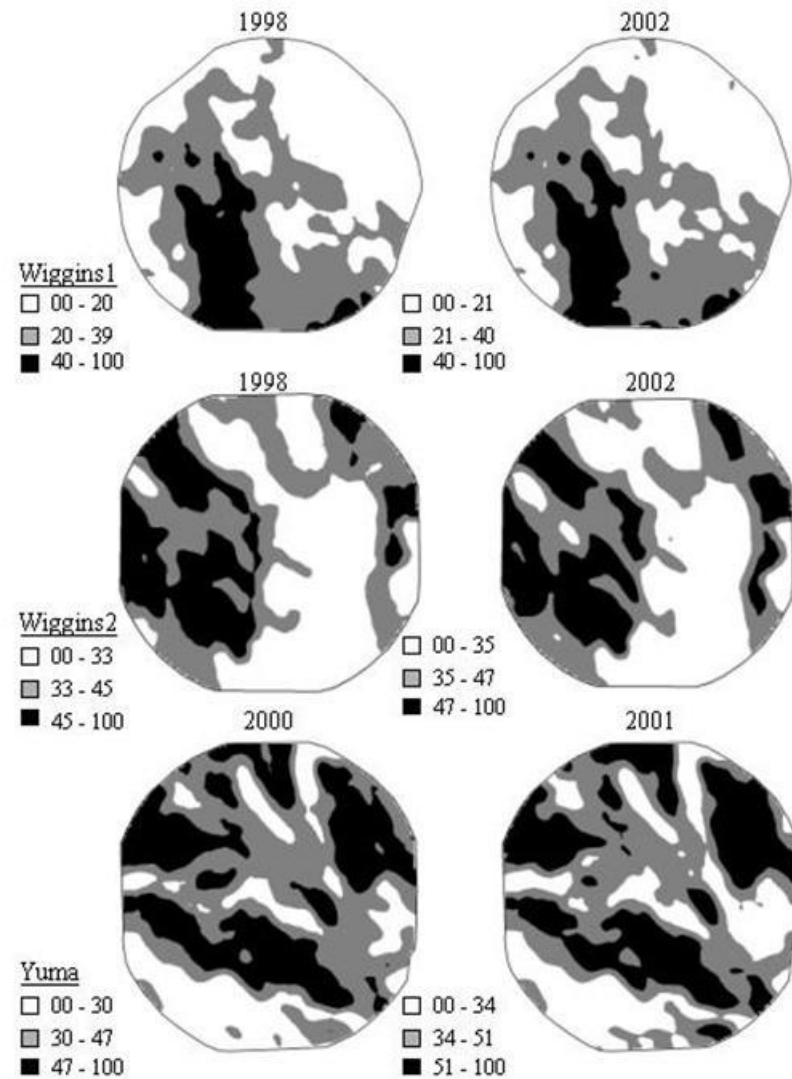 1998 2002
Wiggins1
00 - 20 00 - 21
20 - 39 21 - 40
40 - 100 40 - 100
1998 2002
Wiggins2
00 - 33 00 - 35
33 - 45 35 - 47
45 - 100 47 - 100
2000 2001
Yuma
00 - 30 00 - 34
30 - 47 34 - 51
47 - 100 51 - 100